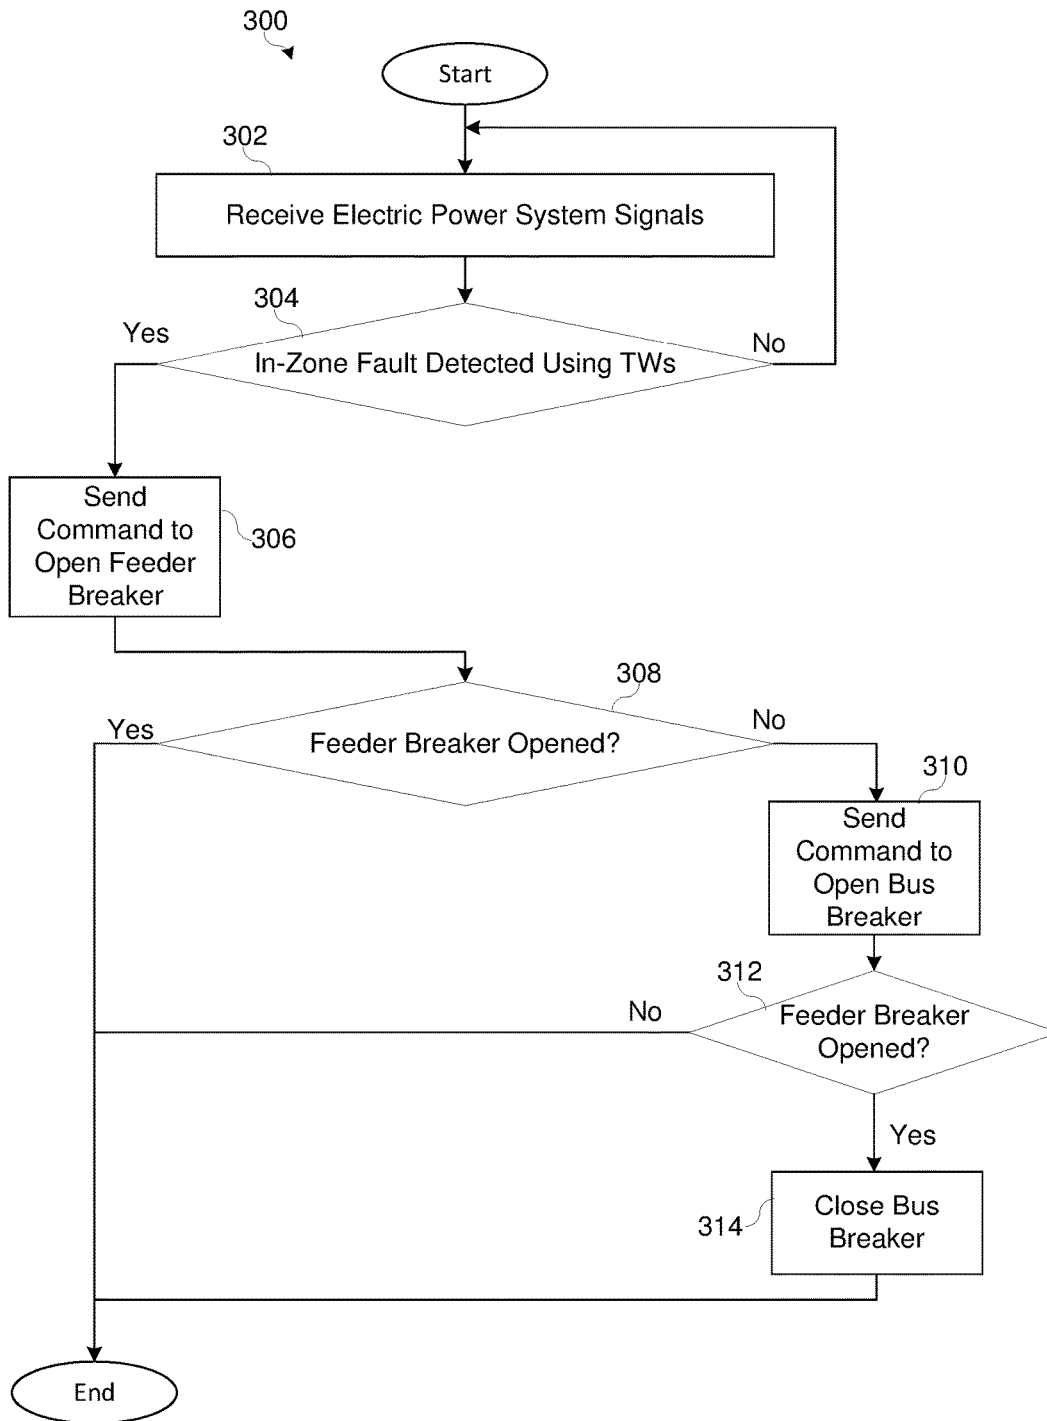 300
Start
302
Receive Electric Power System Signals
304
Yes
No
In-Zone Fault Detected Using TWs
Send
Command to
Open Feeder
Breaker
306
308
Yes
No
Feeder Breaker Opened?
310
Send
Command to
Open Bus
Breaker
312
No
Feeder Breaker
Opened?
Yes
Close Bus
Breaker
314
End